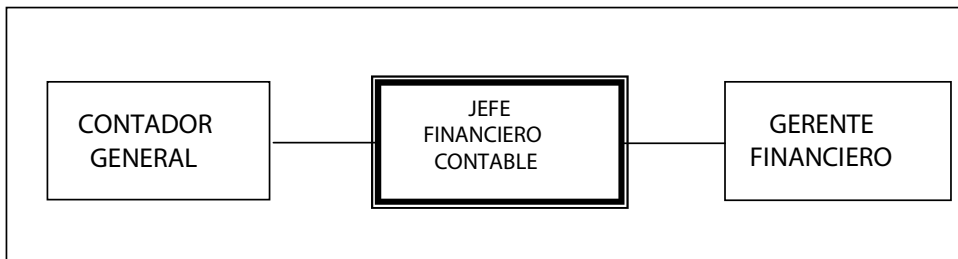 CONTADOR
GENERAL
JEFE
FINANCIERO
CONTABLE
GERENTE
FINANCIERO